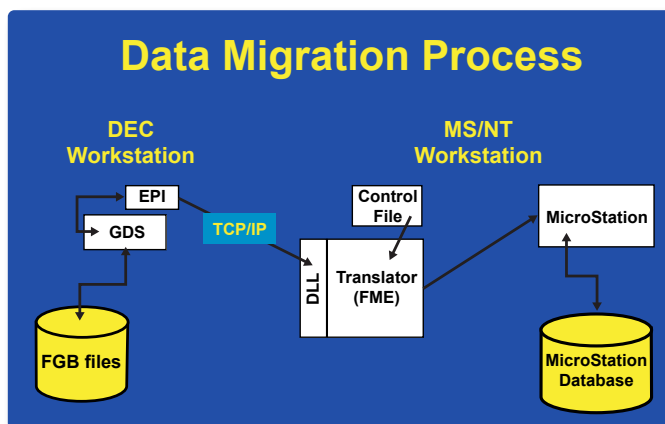 Data Migration Process
DEC
Workstation
MS/NT
Workstation
EPI
GDS
TCP/IP
FGB files
Control
File
DLL
Translator
(FME)
MicroStation
MicroStation
Database